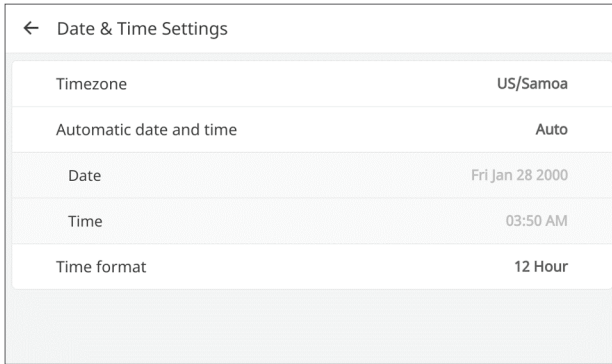 Date & Time Settings
Timezone US/Samoa
Automatic date and time Auto
Date Fri Jan 28 2000
Time 03:50 AM
Time format 12 Hour